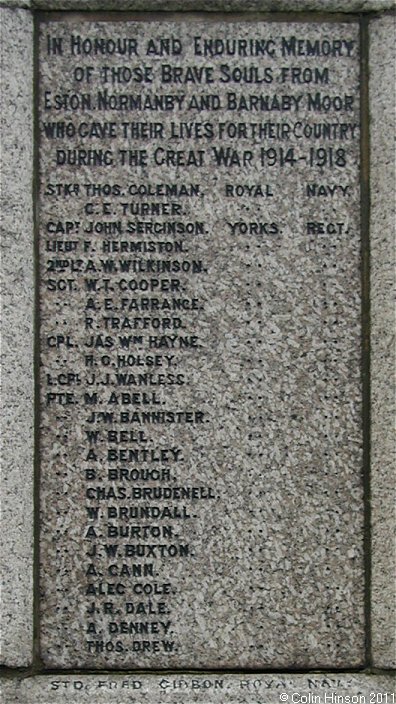 IN HONOUR AND ENDURING MEMORY
OF THOSE BRAVE SOULS FROM
ESTON, NORMANBY AND BARNABY MOOR
WHO GAVE THEIR LIVES FOR THEIR COUNTRY
DURING THE GREAT WAR 1914-1918
STKR THOS. COLEMAN. ROYAL NAVY.
C. E. TURNER. " "
CAPT JOHN SERGINSON. YORKS. REGT.
LIEUT F. HERMISTON. " "
2ND LT A. W. WILKINSON. " "
SGT. W. T. COOPER. " "
" A. E. FARRANCE. " "
" R. TRAFFORD. " "
CPL. JAS WM HAYNE. " "
" H. O. HOLSEY. " "
L.CPL J. J. WANLESS. " "
PTE. M. ABELL. " "
" J. W. BANNISTER. " "
" W. BELL. " "
" A. BENTLEY. " "
" B. BROUGH. " "
" CHAS. BRUDENELL. " "
" W. BRUNDALL. " "
" A. BURTON. " "
" J. W. BUXTON. " "
" A. CANN. " "
" ALEC COLE. " "
" J. R. DALE. " "
" A. DENNEY. " "
" THOS. DREW. " "
STD. FRED GIBBON. ROYAL NAVY
© Colin Hinson 2011